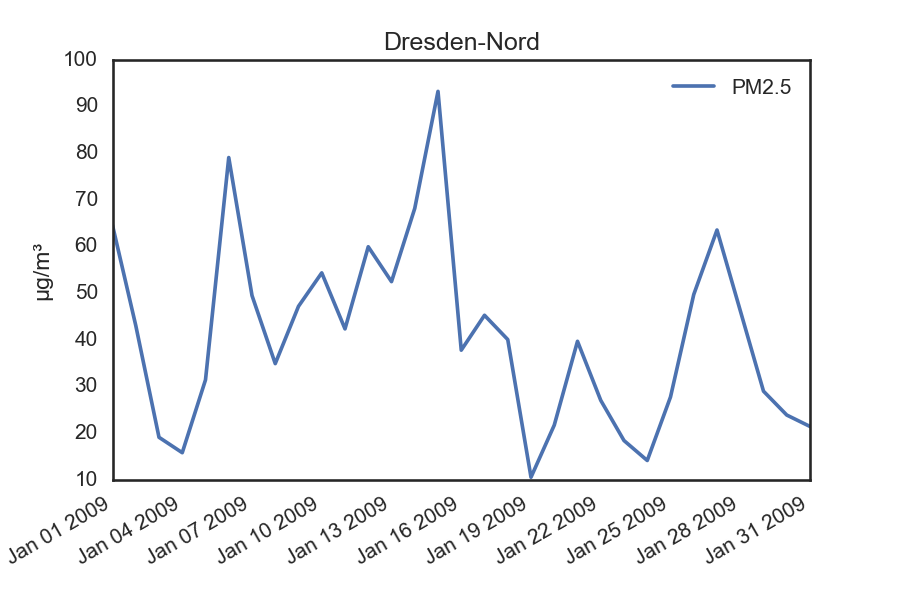 Dresden-Nord
100
90
80
70
60
50
40
30
20
10
µg/m³
PM2.5
Jan 01 2009
Jan 04 2009
Jan 07 2009
Jan 10 2009
Jan 13 2009
Jan 16 2009
Jan 19 2009
Jan 22 2009
Jan 25 2009
Jan 28 2009
Jan 31 2009